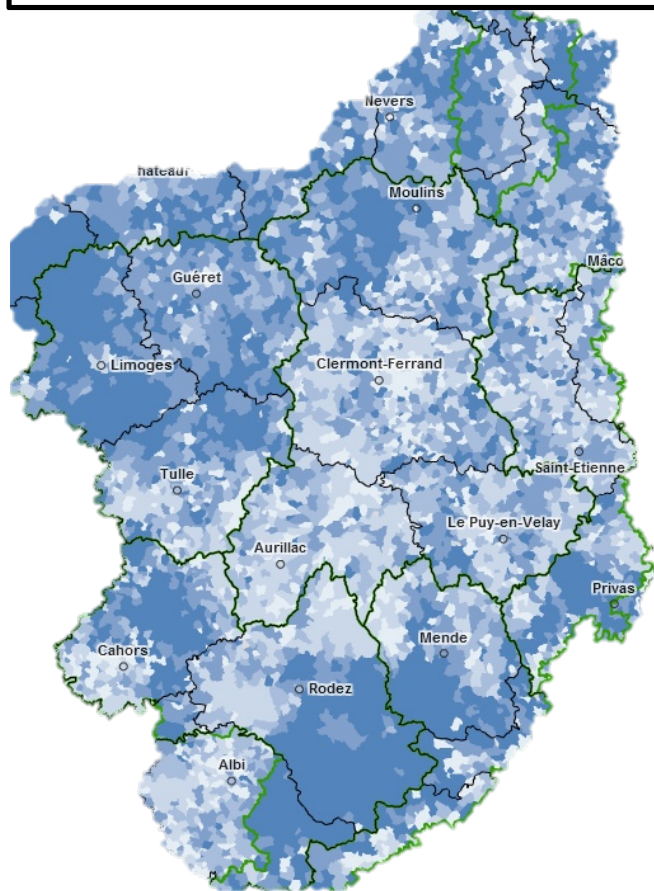 Nevers
Moulins
Mâco
Guéret
Clermont-Ferrand
Limoges
Saint-Etienne
Tulle
Le Puy-en-Velay
Aurillac
Privas
Mende
Cahors
Rodez
Albi